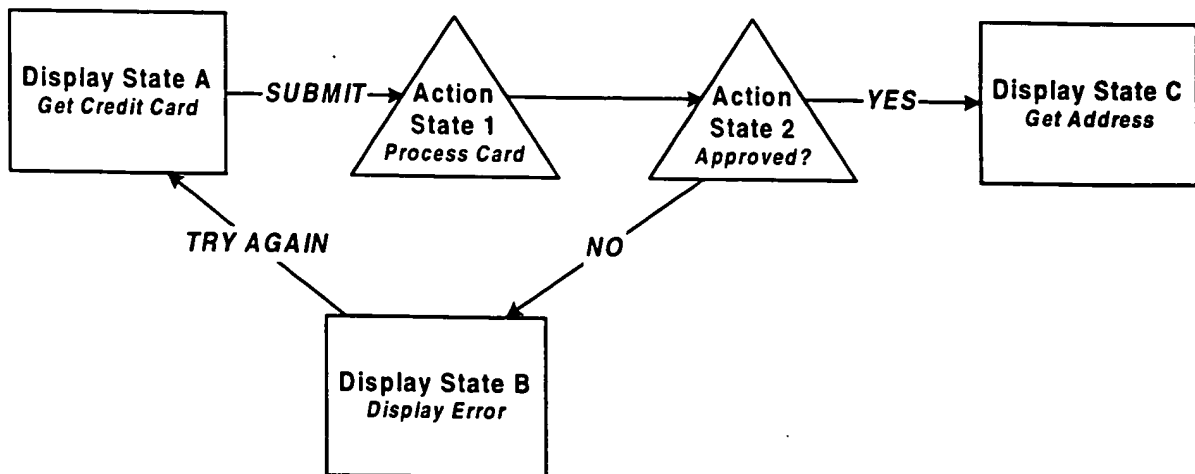 Display State A
Get Credit Card
SUBMIT
Action
State 1
Process Card
Action
State 2
Approved?
YES
Display State C
Get Address
TRY AGAIN
NO
Display State B
Display Error